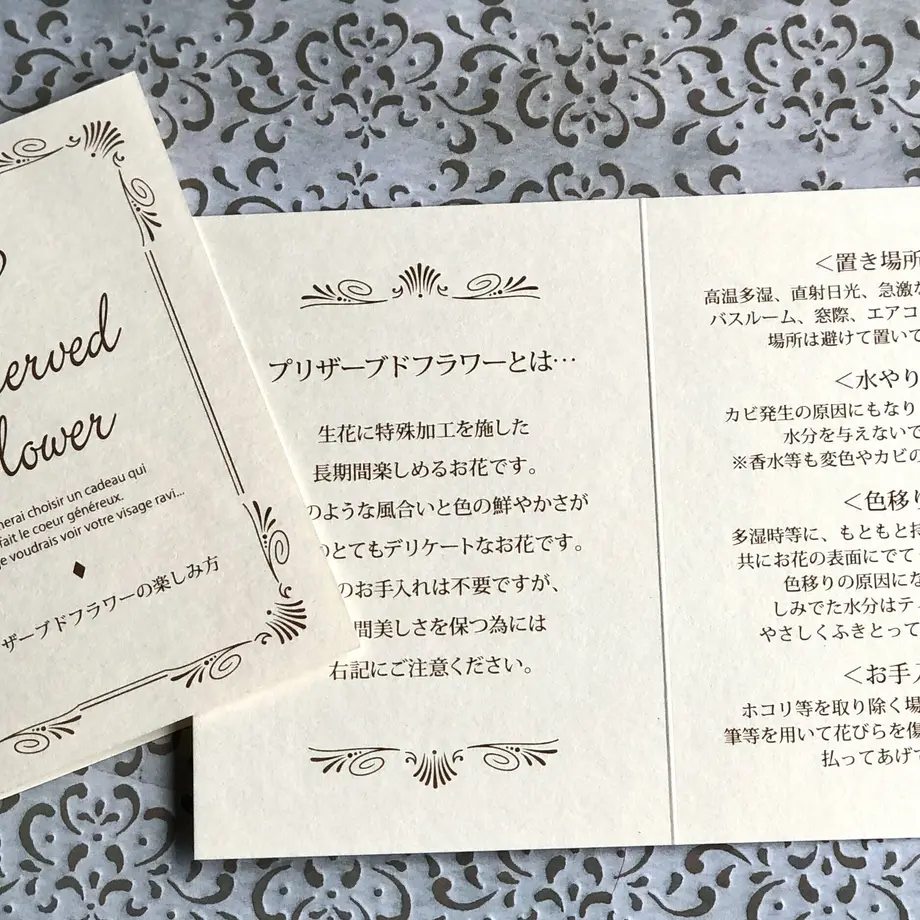 erved
lower
nerai choisir un cadeau qui
fait le coeur généreux.
e voudrais voir votre visage ravi...
ザーブドフラワーの楽しみ方
プリザーブドフラワーとは…
生花に特殊加工を施した
長期間楽しめるお花です。
のような風合いと色の鮮やかさが
のとてもデリケートなお花です。
のお手入れは不要ですが、
間美しさを保つ為には
右記にご注意ください。
＜置き場所
高温多湿、直射日光、急激な
バスルーム、窓際、エアコ
場所は避けて置いて
＜水やり
カビ発生の原因にもなり
水分を与えないで
※香水等も変色やカビの
＜色移り
多湿時等に、もともと持
共にお花の表面にでて
色移りの原因にな
しみでた水分はテ
やさしくふきとって
＜お手入
ホコリ等を取り除く場
筆等を用いて花びらを傷
払ってあげて